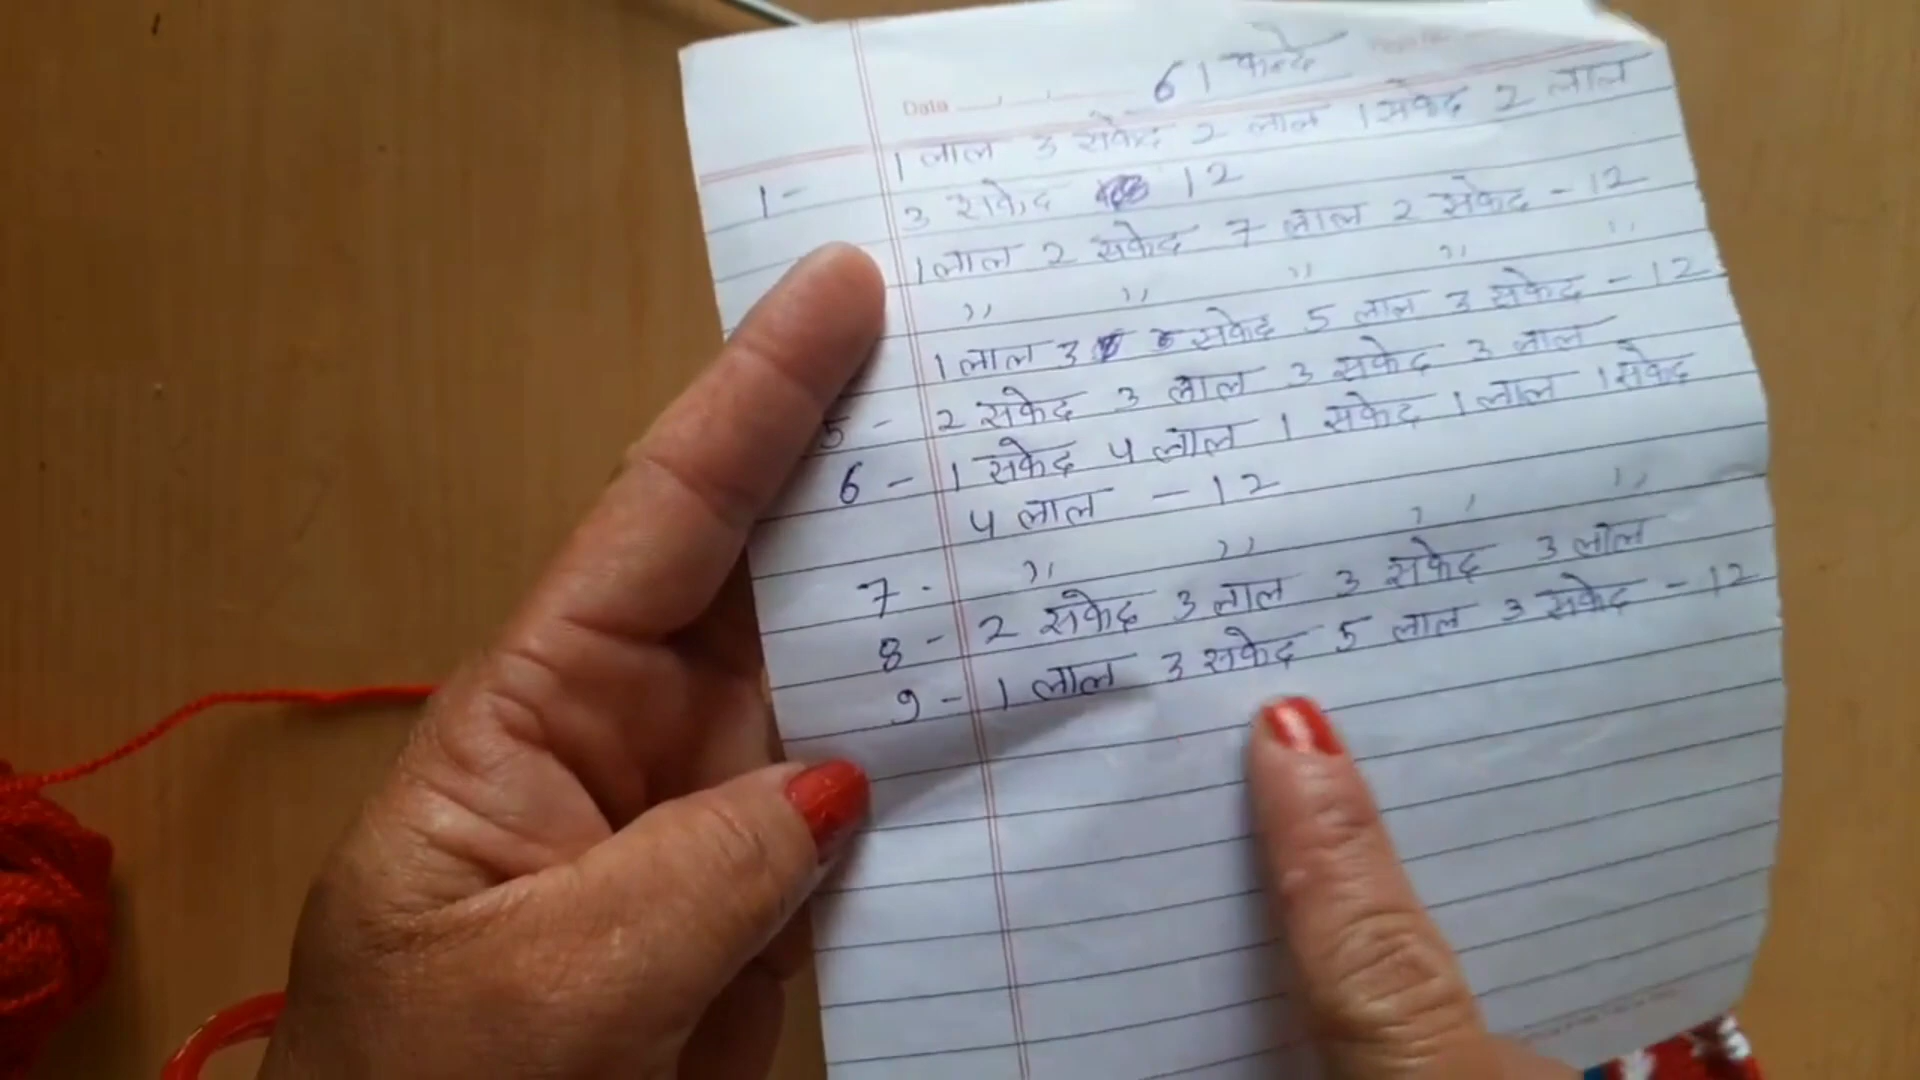 61 फन्दे
Date
1 - 1 लाल 3 सफेद 2 लाल 1 सफेद 2 लाल
3 सफेद 12
1 लाल 2 सफेद 7 लाल 2 सफेद - 12
,, ,, ,, ,, ,,
1 लाल 3 सफेद 5 लाल 3 सफेद - 12
5 - 2 सफेद 3 लाल 3 सफेद 3 लाल
6 - 1 सफेद 4 लाल 1 सफेद 1 लाल 1 सफेद
4 लाल - 12
7 - ,, ,, ,, ,,
8 - 2 सफेद 3 लाल 3 सफेद 3 लाल
9 - 1 लाल 3 सफेद 5 लाल 3 सफेद - 12